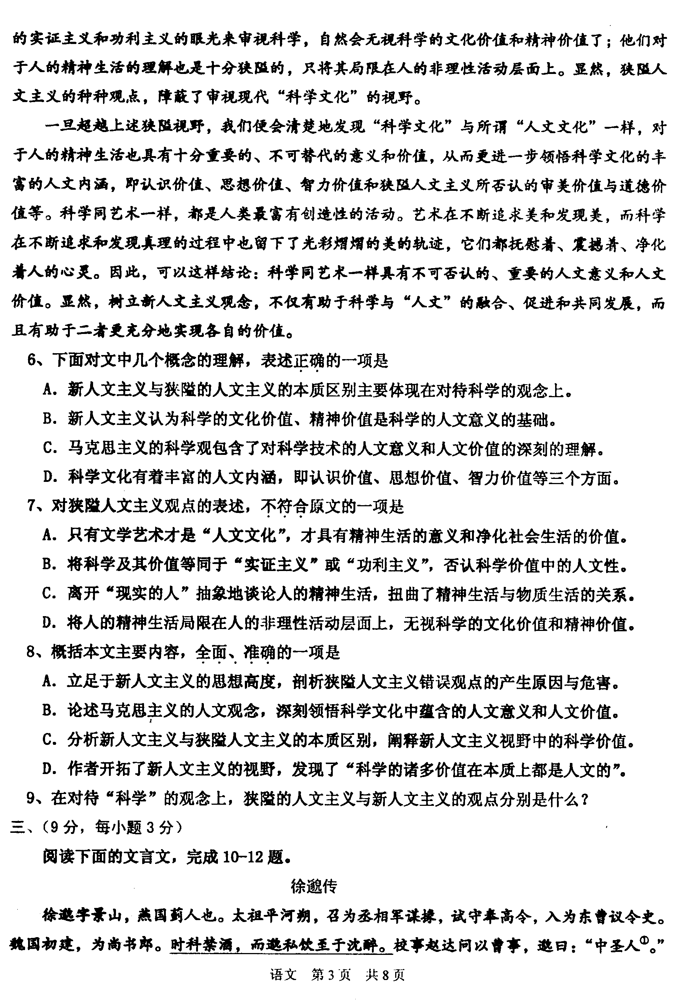 的实证主义和功利主义的眼光来审视科学，自然会无视科学的文化价值和精神价值了；他们对
于人的精神生活的理解也是十分狭隘的，只将其局限在人的非理性活动层面上。显然，狭隘人
文主义的种种观点，障蔽了审视现代“科学文化”的视野。
一旦超越上述狭隘视野，我们便会清楚地发现“科学文化”与所谓“人文文化”一样，对
于人的精神生活也具有十分重要的、不可替代的意义和价值，从而更进一步领悟科学文化的丰
富的人文内涵，即认识价值、思想价值、智力价值和狭隘人文主义所否认的审美价值与道德价
值等。科学同艺术一样，都是人类最富有创造性的活动。艺术在不断追求美和发现美，而科学
在不断追求和发现真理的过程中也留下了光彩熠熠的美的轨迹，它们都抚慰着、震撼着、净化
着人的心灵。因此，可以这样结论：科学同艺术一样具有不可否认的、重要的人文意义和人文
价值。显然，树立新人文主义观念，不仅有助于科学与“人文”的融合、促进和共同发展，而
且有助于二者更充分地实现各自的价值。
6、下面对文中几个概念的理解，表述正确的一项是
A．新人文主义与狭隘的人文主义的本质区别主要体现在对待科学的观念上。
B．新人文主义认为科学的文化价值、精神价值是科学的人文意义的基础。
C．马克思主义的科学观包含了对科学技术的人文意义和人文价值的深刻的理解。
D．科学文化有着丰富的人文内涵，即认识价值、思想价值、智力价值等三个方面。
7、对狭隘人文主义观点的表述，不符合原文的一项是
A．只有文学艺术才是“人文文化”，才具有精神生活的意义和净化社会生活的价值。
B．将科学及其价值等同于“实证主义”或“功利主义”，否认科学价值中的人文性。
C．离开“现实的人”抽象地谈论人的精神生活，扭曲了精神生活与物质生活的关系。
D．将人的精神生活局限在人的非理性活动层面上，无视科学的文化价值和精神价值。
8、概括本文主要内容，全面、准确的一项是
A．立足于新人文主义的思想高度，剖析狭隘人文主义错误观点的产生原因与危害。
B．论述马克思主义的人文观念，深刻领悟科学文化中蕴含的人文意义和人文价值。
C．分析新人文主义与狭隘人文主义的本质区别，阐释新人文主义视野中的科学价值。
D．作者开拓了新人文主义的视野，发现了“科学的诸多价值在本质上都是人文的”。
9、在对待“科学”的观念上，狭隘的人文主义与新人文主义的观点分别是什么？
三、（9 分，每小题 3 分）
阅读下面的文言文，完成 10-12 题。
徐邈传
徐邈字景山，燕国蓟人也。太祖平河朔，召为丞相军谋掾，试守奉高令，入为东曹议令史。
魏国初建，为尚书郎。时科禁酒，而邈私饮至于沈醉。校事赵达问以曹事，邈曰：“中圣人①。”
语文 第 3 页 共 8 页